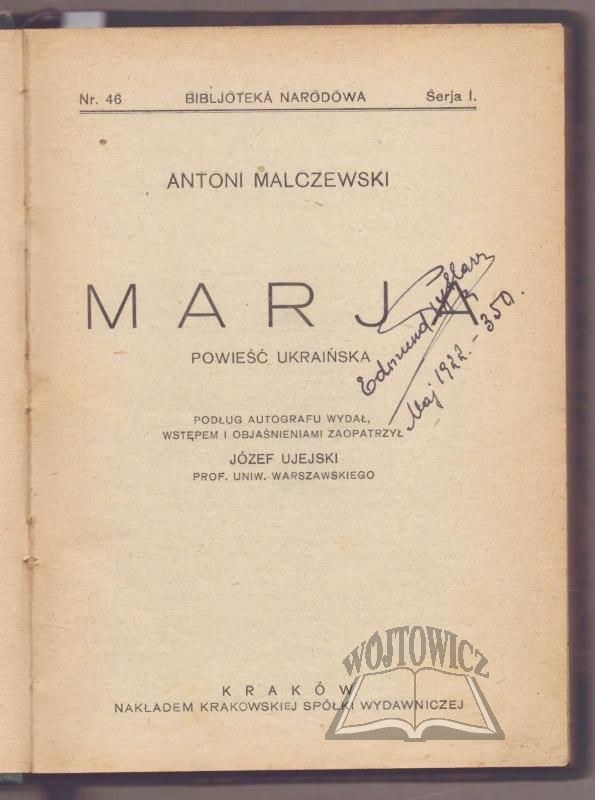 Nr. 46 BIBLJOTEKA NARODOWA Serja I.
ANTONI MALCZEWSKI
MARJA
POWIEŚĆ UKRAIŃSKA
Edmund
Maj 1922. - 350.
PODŁUG AUTOGRAFU WYDAŁ,
WSTĘPEM I OBJAŚNIENIAMI ZAOPATRZYŁ
JÓZEF UJEJSKI
PROF. UNIW. WARSZAWSKIEGO
WÓJTOWICZ
KRAKÓW
NAKŁADEM KRAKOWSKIEJ SPÓŁKI WYDAWNICZEJ